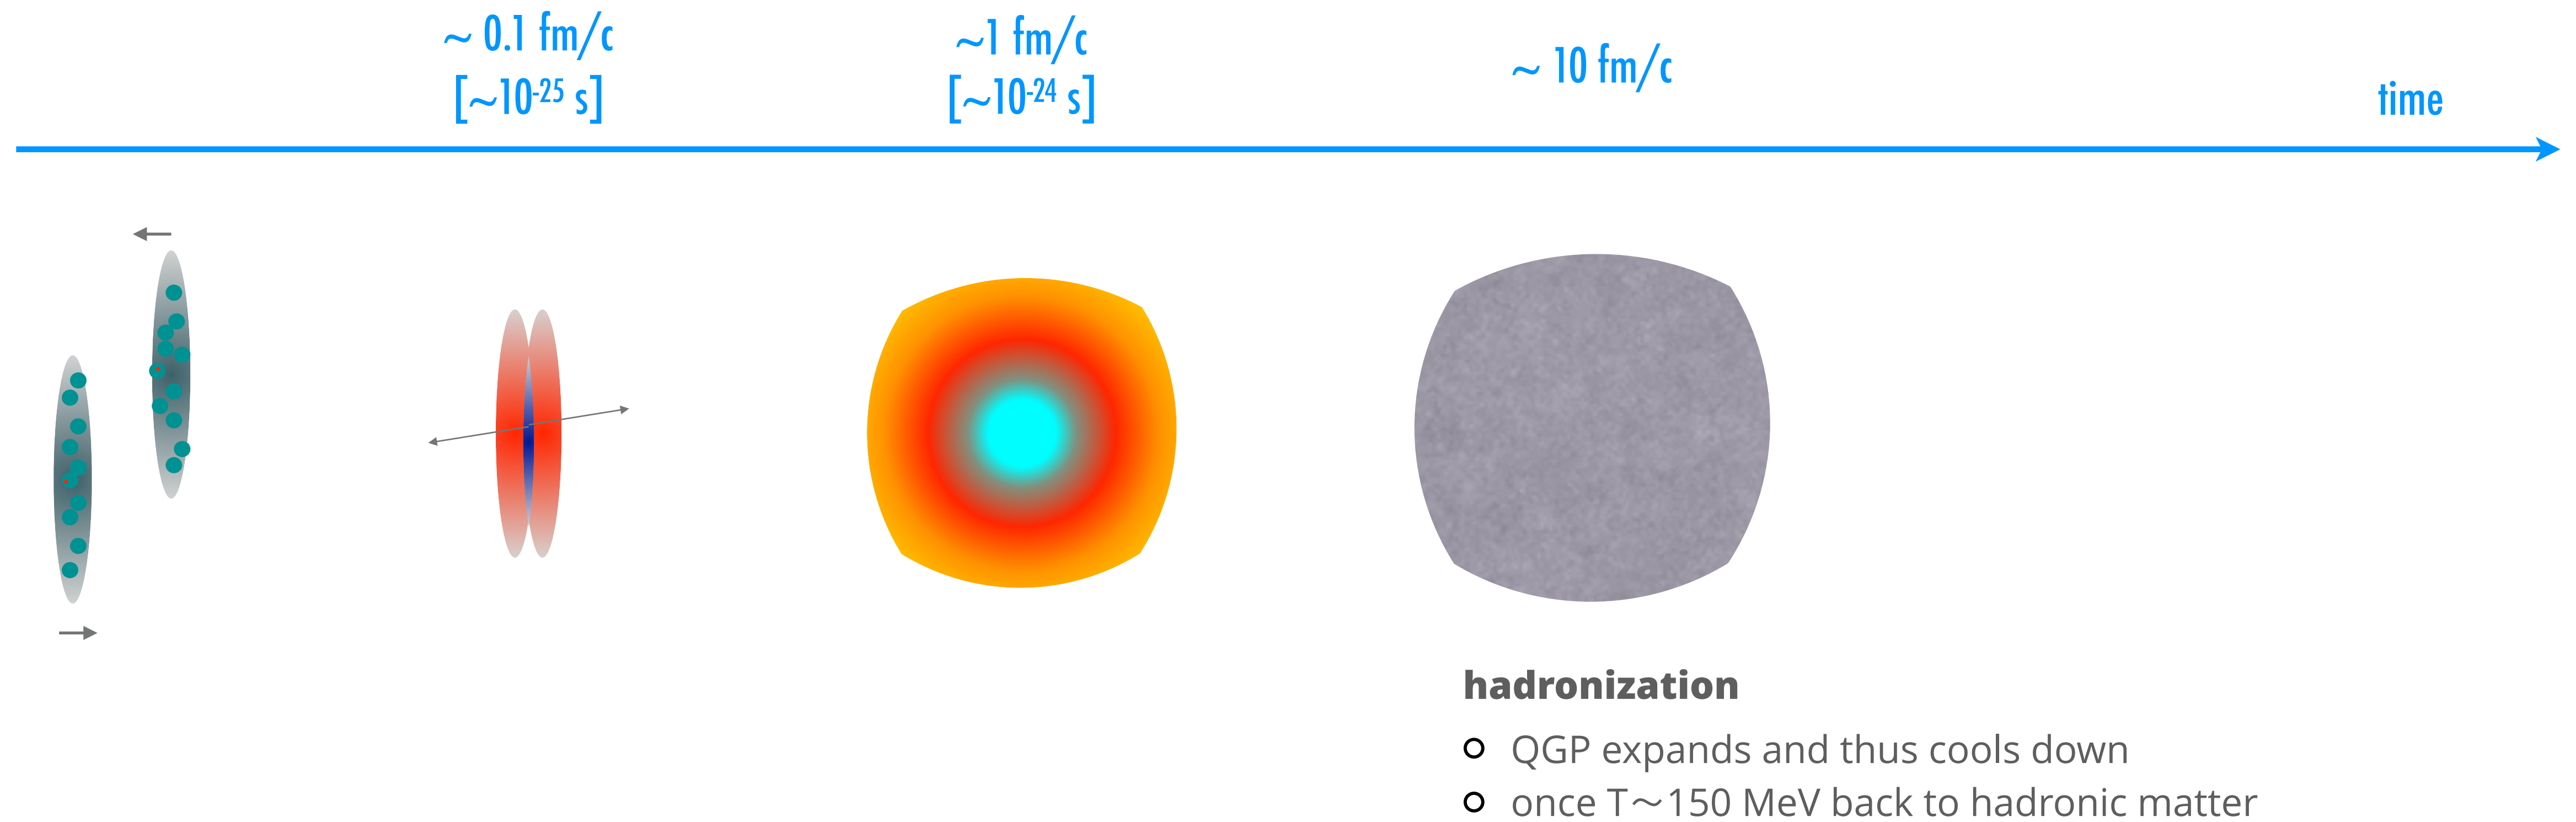 ~ 0.1 fm/c
[~10⁻²⁵ s]
~1 fm/c
[~10⁻²⁴ s]
~ 10 fm/c
time
hadronization
QGP expands and thus cools down
once T~150 MeV back to hadronic matter